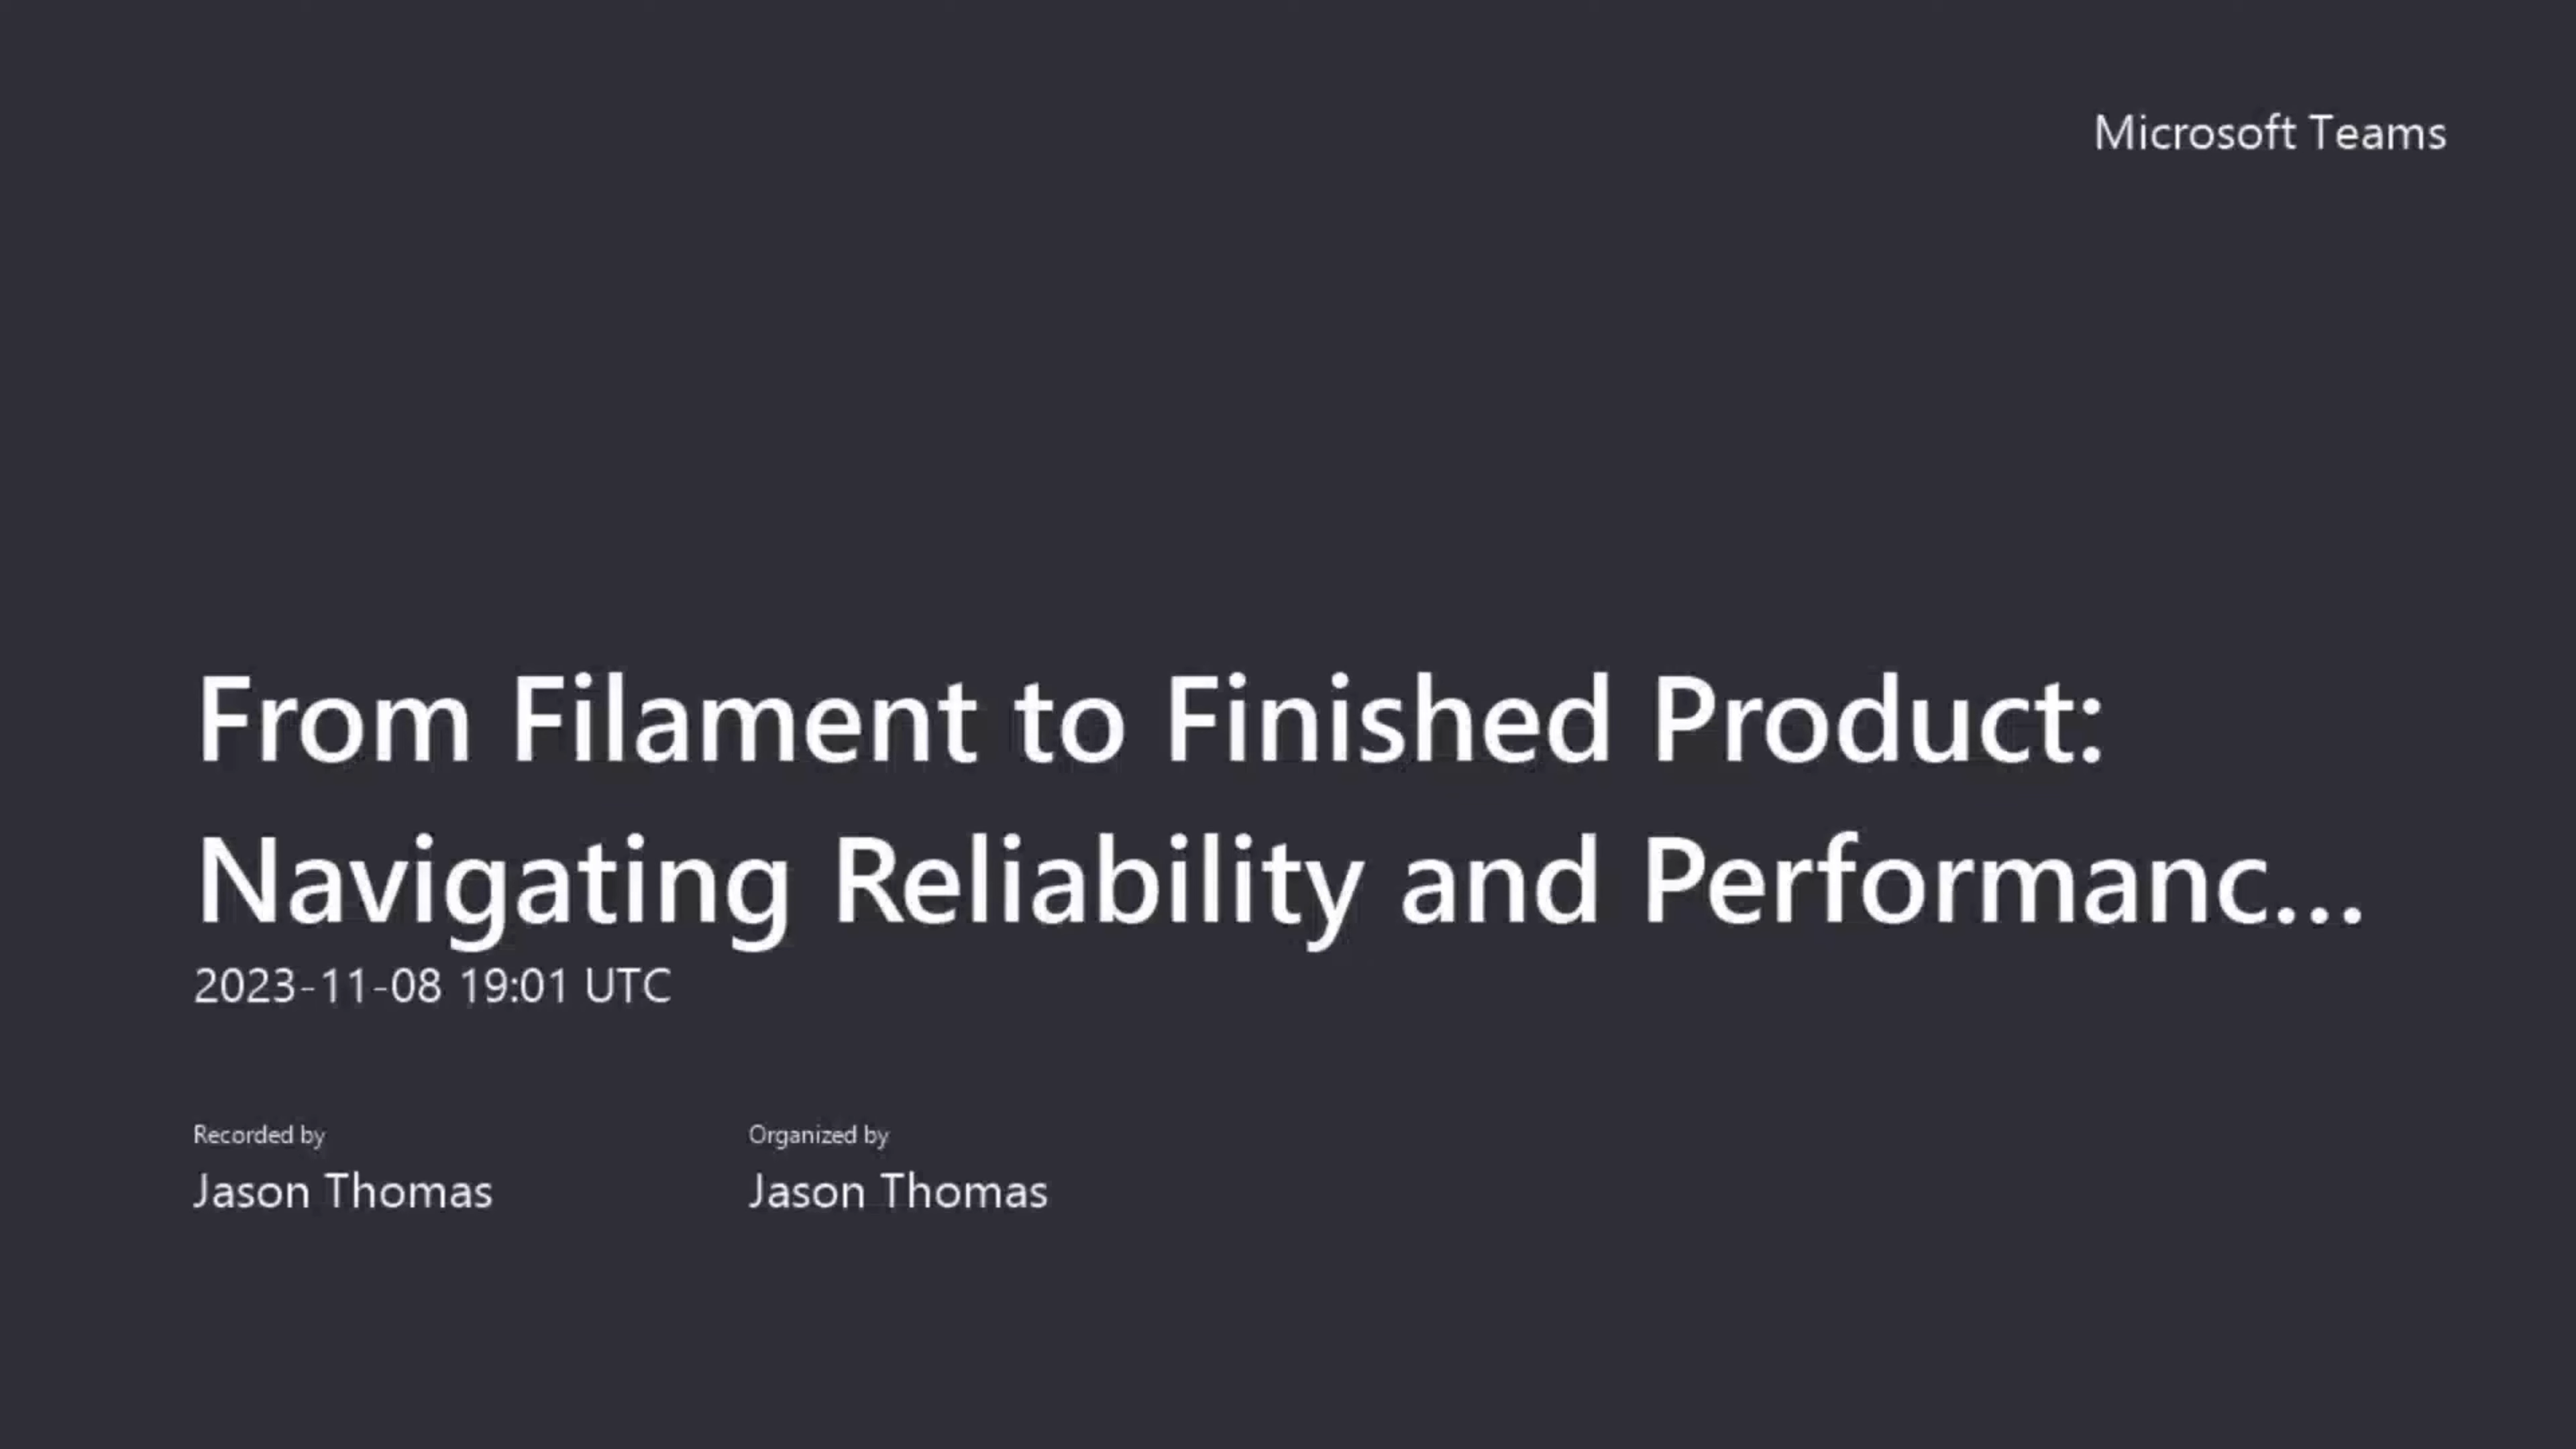 Microsoft Teams
From Filament to Finished Product:
Navigating Reliability and Performanc...
2023-11-08 19:01 UTC
Recorded by
Organized by
Jason Thomas
Jason Thomas